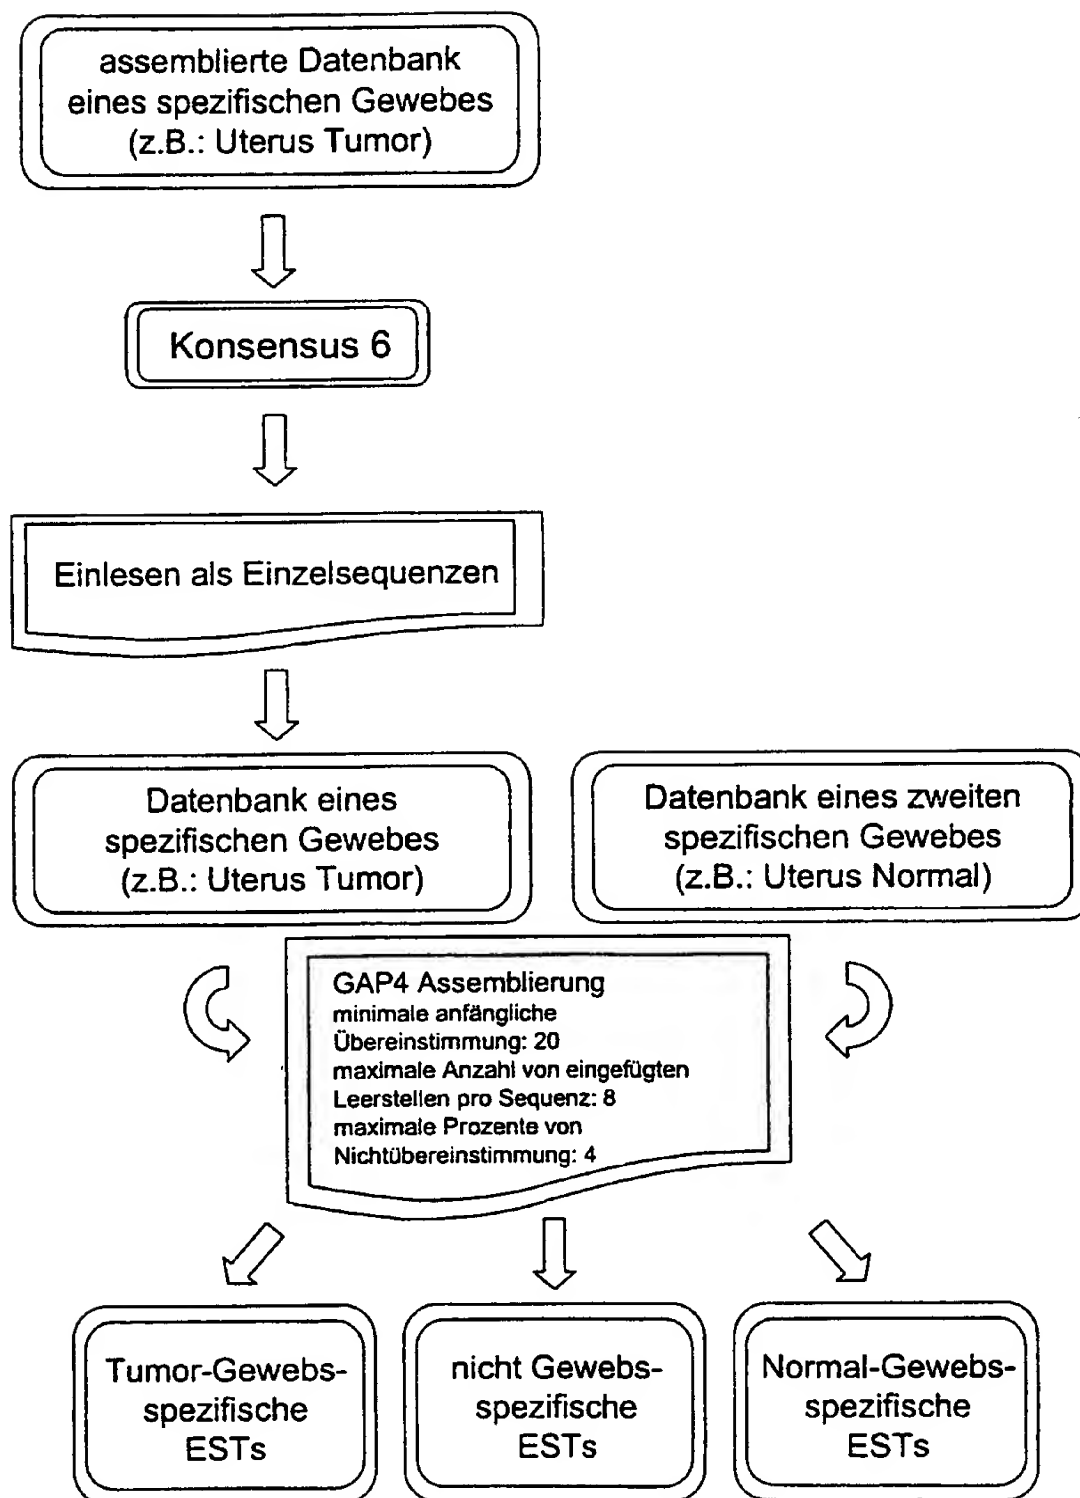 assemblierte Datenbank
eines spezifischen Gewebes
(z.B.: Uterus Tumor)
Konsensus 6
Einlesen als Einzelsequenzen
Datenbank eines
spezifischen Gewebes
(z.B.: Uterus Tumor)
Datenbank eines zweiten
spezifischen Gewebes
(z.B.: Uterus Normal)
GAP4 Assemblierung
minimale anfängliche
Übereinstimmung: 20
maximale Anzahl von eingefügten
Leerstellen pro Sequenz: 8
maximale Prozente von
Nichtübereinstimmung: 4
Tumor-Gewebs-
spezifische
ESTs
nicht Gewebs-
spezifische
ESTs
Normal-Gewebs-
spezifische
ESTs